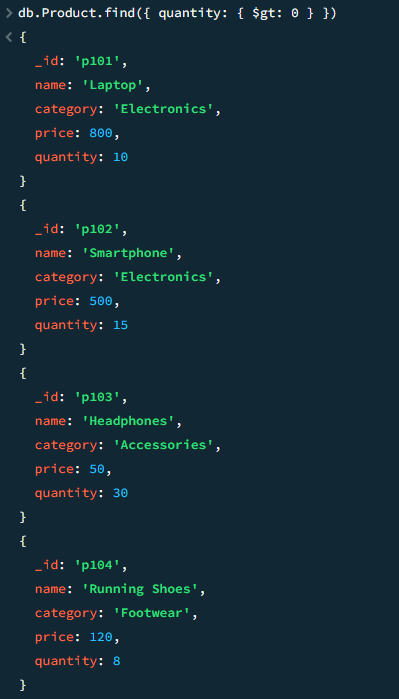 > db.Product.find({ quantity: { $gt: 0 } })
< {
_id: 'p101',
name: 'Laptop',
category: 'Electronics',
price: 800,
quantity: 10
}
{
_id: 'p102',
name: 'Smartphone',
category: 'Electronics',
price: 500,
quantity: 15
}
{
_id: 'p103',
name: 'Headphones',
category: 'Accessories',
price: 50,
quantity: 30
}
{
_id: 'p104',
name: 'Running Shoes',
category: 'Footwear',
price: 120,
quantity: 8
}